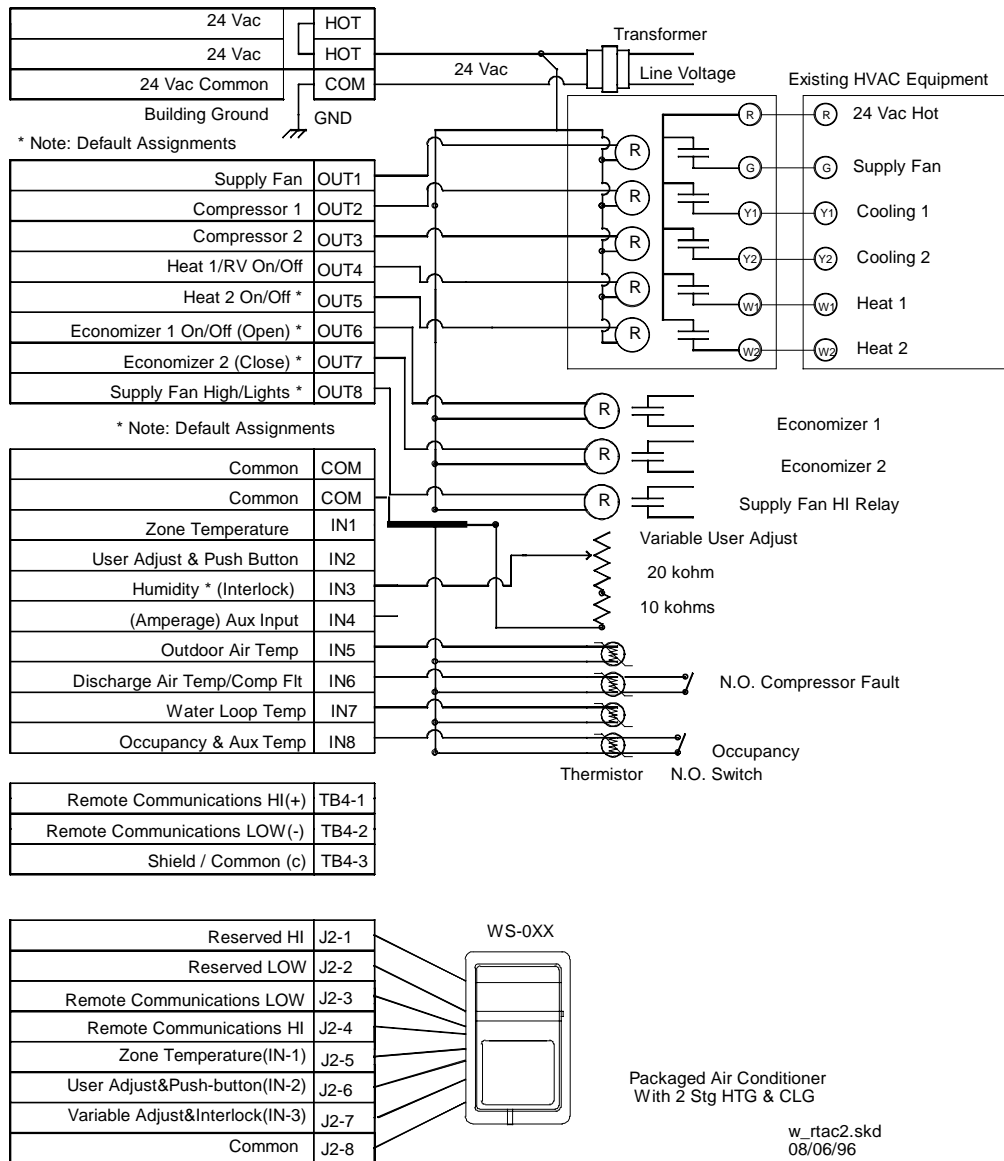 24 Vac HOT
24 Vac HOT
24 Vac Common COM
Building Ground GND
24 Vac
Transformer
Line Voltage
Existing HVAC Equipment
* Note: Default Assignments
Supply Fan OUT1
Compressor 1 OUT2
Compressor 2 OUT3
Heat 1/RV On/Off OUT4
Heat 2 On/Off * OUT5
Economizer 1 On/Off (Open) * OUT6
Economizer 2 (Close) * OUT7
Supply Fan High/Lights * OUT8
R
R
R
R
R
R R 24 Vac Hot
G G Supply Fan
Y1 Y1 Cooling 1
Y2 Y2 Cooling 2
W1 W1 Heat 1
W2 W2 Heat 2
* Note: Default Assignments
R Economizer 1
R Economizer 2
R Supply Fan HI Relay
Common COM
Common COM
Zone Temperature IN1
User Adjust & Push Button IN2
Humidity * (Interlock) IN3
(Amperage) Aux Input IN4
Outdoor Air Temp IN5
Discharge Air Temp/Comp Flt IN6
Water Loop Temp IN7
Occupancy & Aux Temp IN8
Variable User Adjust
20 kohm
10 kohms
N.O. Compressor Fault
Occupancy
Thermistor N.O. Switch
Remote Communications HI(+) TB4-1
Remote Communications LOW(-) TB4-2
Shield / Common (c) TB4-3
Reserved HI J2-1
Reserved LOW J2-2
Remote Communications LOW J2-3
Remote Communications HI J2-4
Zone Temperature(IN-1) J2-5
User Adjust&Push-button(IN-2) J2-6
Variable Adjust&Interlock(IN-3) J2-7
Common J2-8
WS-0XX
Packaged Air Conditioner
With 2 Stg HTG & CLG
w_rtac2.skd
08/06/96